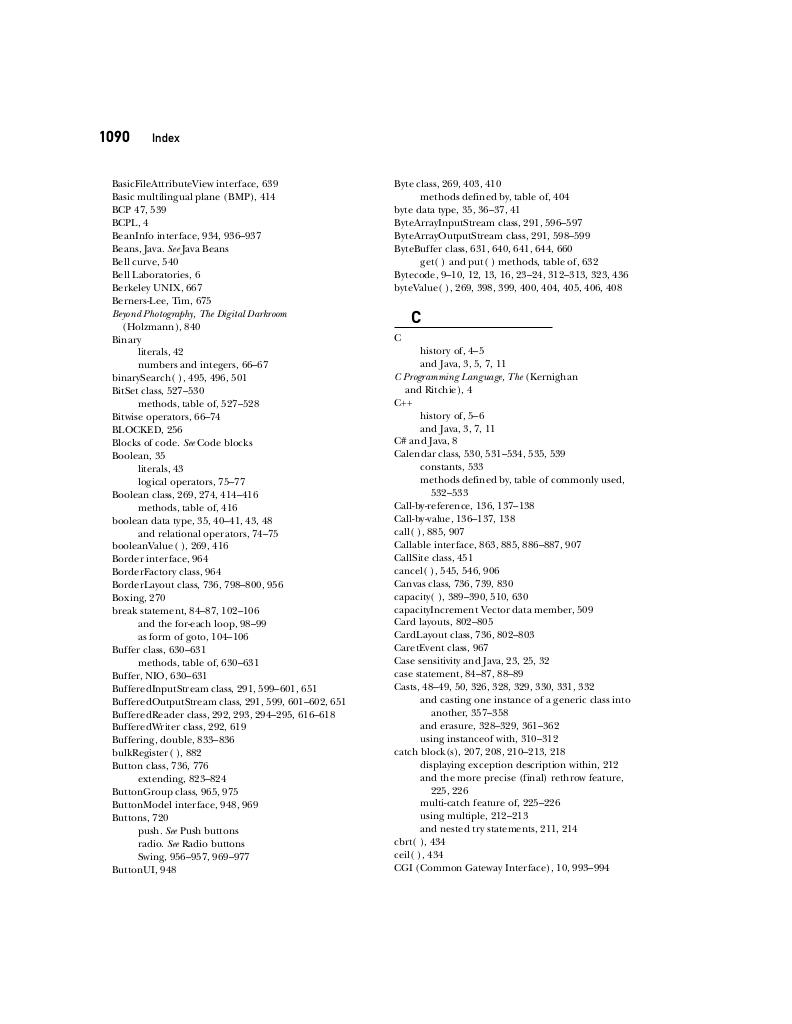 1090 Index
BasicFileAttributeView interface, 639
Basic multilingual plane (BMP), 414
BCP 47, 539
BCPL, 4
BeanInfo interface, 934, 936–937
Beans, Java. See Java Beans
Bell curve, 540
Bell Laboratories, 6
Berkeley UNIX, 667
Berners-Lee, Tim, 675
Beyond Photography, The Digital Darkroom
(Holzmann), 840
Binary
literals, 42
numbers and integers, 66–67
binarySearch( ), 495, 496, 501
BitSet class, 527–530
methods, table of, 527–528
Bitwise operators, 66–74
BLOCKED, 256
Blocks of code. See Code blocks
Boolean, 35
literals, 43
logical operators, 75–77
Boolean class, 269, 274, 414–416
methods, table of, 416
boolean data type, 35, 40–41, 43, 48
and relational operators, 74–75
booleanValue( ), 269, 416
Border interface, 964
BorderFactory class, 964
BorderLayout class, 736, 798–800, 956
Boxing, 270
break statement, 84–87, 102–106
and the for-each loop, 98–99
as form of goto, 104–106
Buffer class, 630–631
methods, table of, 630–631
Buffer, NIO, 630–631
BufferedInputStream class, 291, 599–601, 651
BufferedOutputStream class, 291, 599, 601–602, 651
BufferedReader class, 292, 293, 294–295, 616–618
BufferedWriter class, 292, 619
Buffering, double, 833–836
bulkRegister( ), 882
Button class, 736, 776
extending, 823–824
ButtonGroup class, 965, 975
ButtonModel interface, 948, 969
Buttons, 720
push. See Push buttons
radio. See Radio buttons
Swing, 956–957, 969–977
ButtonUI, 948
Byte class, 269, 403, 410
methods defined by, table of, 404
byte data type, 35, 36–37, 41
ByteArrayInputStream class, 291, 596–597
ByteArrayOutputStream class, 291, 598–599
ByteBuffer class, 631, 640, 641, 644, 660
get( ) and put( ) methods, table of, 632
Bytecode, 9–10, 12, 13, 16, 23–24, 312–313, 323, 436
byteValue( ), 269, 398, 399, 400, 404, 405, 406, 408
C
C
history of, 4–5
and Java, 3, 5, 7, 11
C Programming Language, The (Kernighan
and Ritchie), 4
C++
history of, 5–6
and Java, 3, 7, 11
C# and Java, 8
Calendar class, 530, 531–534, 535, 539
constants, 533
methods defined by, table of commonly used,
532–533
Call-by-reference, 136, 137–138
Call-by-value, 136–137, 138
call( ), 885, 907
Callable interface, 863, 885, 886–887, 907
CallSite class, 451
cancel( ), 545, 546, 906
Canvas class, 736, 739, 830
capacity( ), 389–390, 510, 630
capacityIncrement Vector data member, 509
Card layouts, 802–805
CardLayout class, 736, 802–803
CaretEvent class, 967
Case sensitivity and Java, 23, 25, 32
case statement, 84–87, 88–89
Casts, 48–49, 50, 326, 328, 329, 330, 331, 332
and casting one instance of a generic class into
another, 357–358
and erasure, 328–329, 361–362
using instanceof with, 310–312
catch block(s), 207, 208, 210–213, 218
displaying exception description within, 212
and the more precise (final) rethrow feature,
225, 226
multi-catch feature of, 225–226
using multiple, 212–213
and nested try statements, 211, 214
cbrt( ), 434
ceil( ), 434
CGI (Common Gateway Interface), 10, 993–994